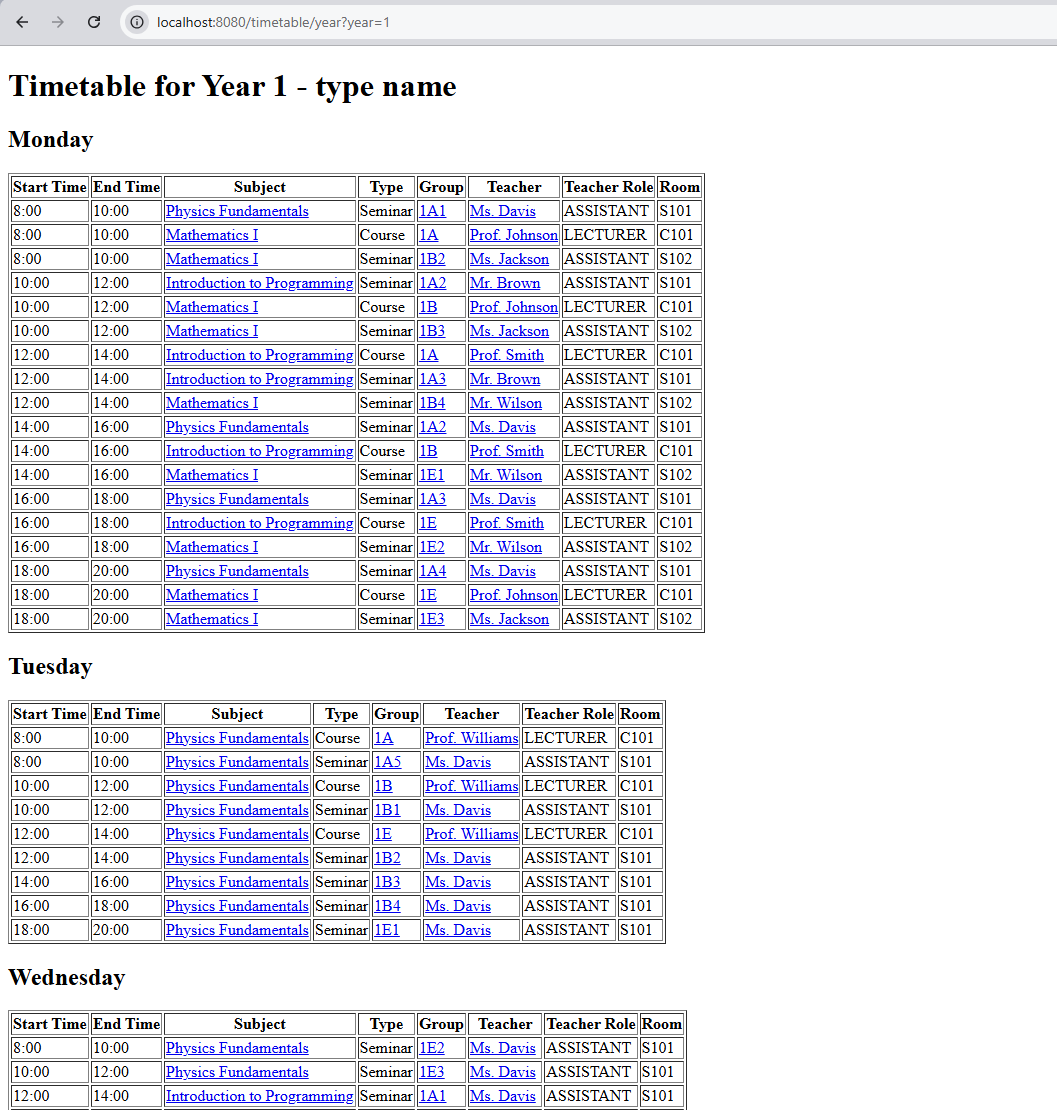 localhost:8080/timetable/year?year=1
Timetable for Year 1 - type name
Monday
Start Time End Time Subject Type Group Teacher Teacher Role Room
8:00 10:00 Physics Fundamentals Seminar 1A1 Ms. Davis ASSISTANT S101
8:00 10:00 Mathematics I Course 1A Prof. Johnson LECTURER C101
8:00 10:00 Mathematics I Seminar 1B2 Ms. Jackson ASSISTANT S102
10:00 12:00 Introduction to Programming Seminar 1A2 Mr. Brown ASSISTANT S101
10:00 12:00 Mathematics I Course 1B Prof. Johnson LECTURER C101
10:00 12:00 Mathematics I Seminar 1B3 Ms. Jackson ASSISTANT S102
12:00 14:00 Introduction to Programming Course 1A Prof. Smith LECTURER C101
12:00 14:00 Introduction to Programming Seminar 1A3 Mr. Brown ASSISTANT S101
12:00 14:00 Mathematics I Seminar 1B4 Mr. Wilson ASSISTANT S102
14:00 16:00 Physics Fundamentals Seminar 1A2 Ms. Davis ASSISTANT S101
14:00 16:00 Introduction to Programming Course 1B Prof. Smith LECTURER C101
14:00 16:00 Mathematics I Seminar 1E1 Mr. Wilson ASSISTANT S102
16:00 18:00 Physics Fundamentals Seminar 1A3 Ms. Davis ASSISTANT S101
16:00 18:00 Introduction to Programming Course 1E Prof. Smith LECTURER C101
16:00 18:00 Mathematics I Seminar 1E2 Mr. Wilson ASSISTANT S102
18:00 20:00 Physics Fundamentals Seminar 1A4 Ms. Davis ASSISTANT S101
18:00 20:00 Mathematics I Course 1E Prof. Johnson LECTURER C101
18:00 20:00 Mathematics I Seminar 1E3 Ms. Jackson ASSISTANT S102
Tuesday
Start Time End Time Subject Type Group Teacher Teacher Role Room
8:00 10:00 Physics Fundamentals Course 1A Prof. Williams LECTURER C101
8:00 10:00 Physics Fundamentals Seminar 1A5 Ms. Davis ASSISTANT S101
10:00 12:00 Physics Fundamentals Course 1B Prof. Williams LECTURER C101
10:00 12:00 Physics Fundamentals Seminar 1B1 Ms. Davis ASSISTANT S101
12:00 14:00 Physics Fundamentals Course 1E Prof. Williams LECTURER C101
12:00 14:00 Physics Fundamentals Seminar 1B2 Ms. Davis ASSISTANT S101
14:00 16:00 Physics Fundamentals Seminar 1B3 Ms. Davis ASSISTANT S101
16:00 18:00 Physics Fundamentals Seminar 1B4 Ms. Davis ASSISTANT S101
18:00 20:00 Physics Fundamentals Seminar 1E1 Ms. Davis ASSISTANT S101
Wednesday
Start Time End Time Subject Type Group Teacher Teacher Role Room
8:00 10:00 Physics Fundamentals Seminar 1E2 Ms. Davis ASSISTANT S101
10:00 12:00 Physics Fundamentals Seminar 1E3 Ms. Davis ASSISTANT S101
12:00 14:00 Introduction to Programming Seminar 1A1 Ms. Davis ASSISTANT S101